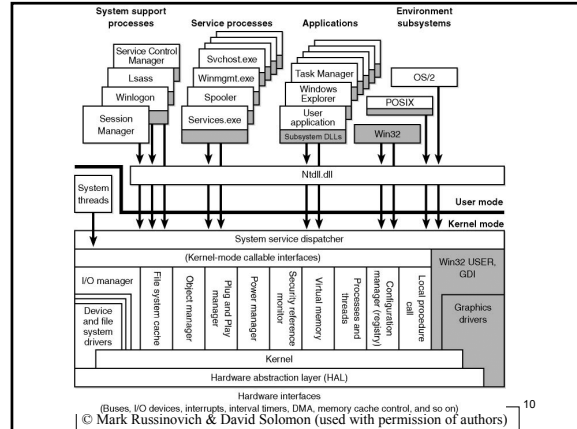 System support
processes
Service processes
Applications
Environment
subsystems
Service Control
Manager
Lsass
Winlogon
Session
Manager
Svchost.exe
Winmgmt.exe
Spooler
Services.exe
Task Manager
Windows
Explorer
User
application
Subsystem DLLs
OS/2
POSIX
Win32
Ntdll.dll
System
threads
User mode
Kernel mode
System service dispatcher
(Kernel-mode callable interfaces)
I/O manager
Device and file
system drivers
File system cache
Object manager
Plug and Play
manager
Power manager
Security reference
monitor
Virtual memory
Processes and
threads
Configuration
manager (registry)
Local procedure
call
Win32 USER,
GDI
Graphics
drivers
Kernel
Hardware abstraction layer (HAL)
Hardware interfaces
(Buses, I/O devices, interrupts, interval timers, DMA, memory cache control, and so on)
10
© Mark Russinovich & David Solomon (used with permission of authors)